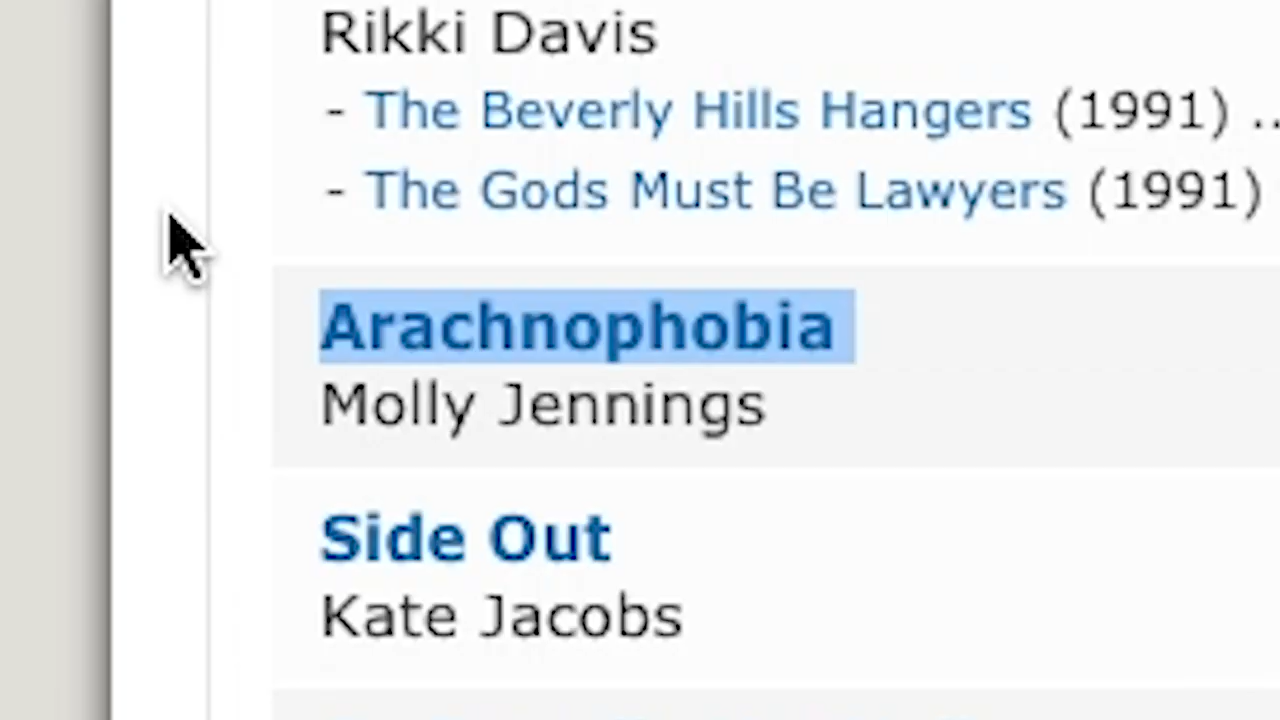 Rikki Davis
- The Beverly Hills Hangers (1991) ..
- The Gods Must Be Lawyers (1991)
Arachnophobia
Molly Jennings
Side Out
Kate Jacobs